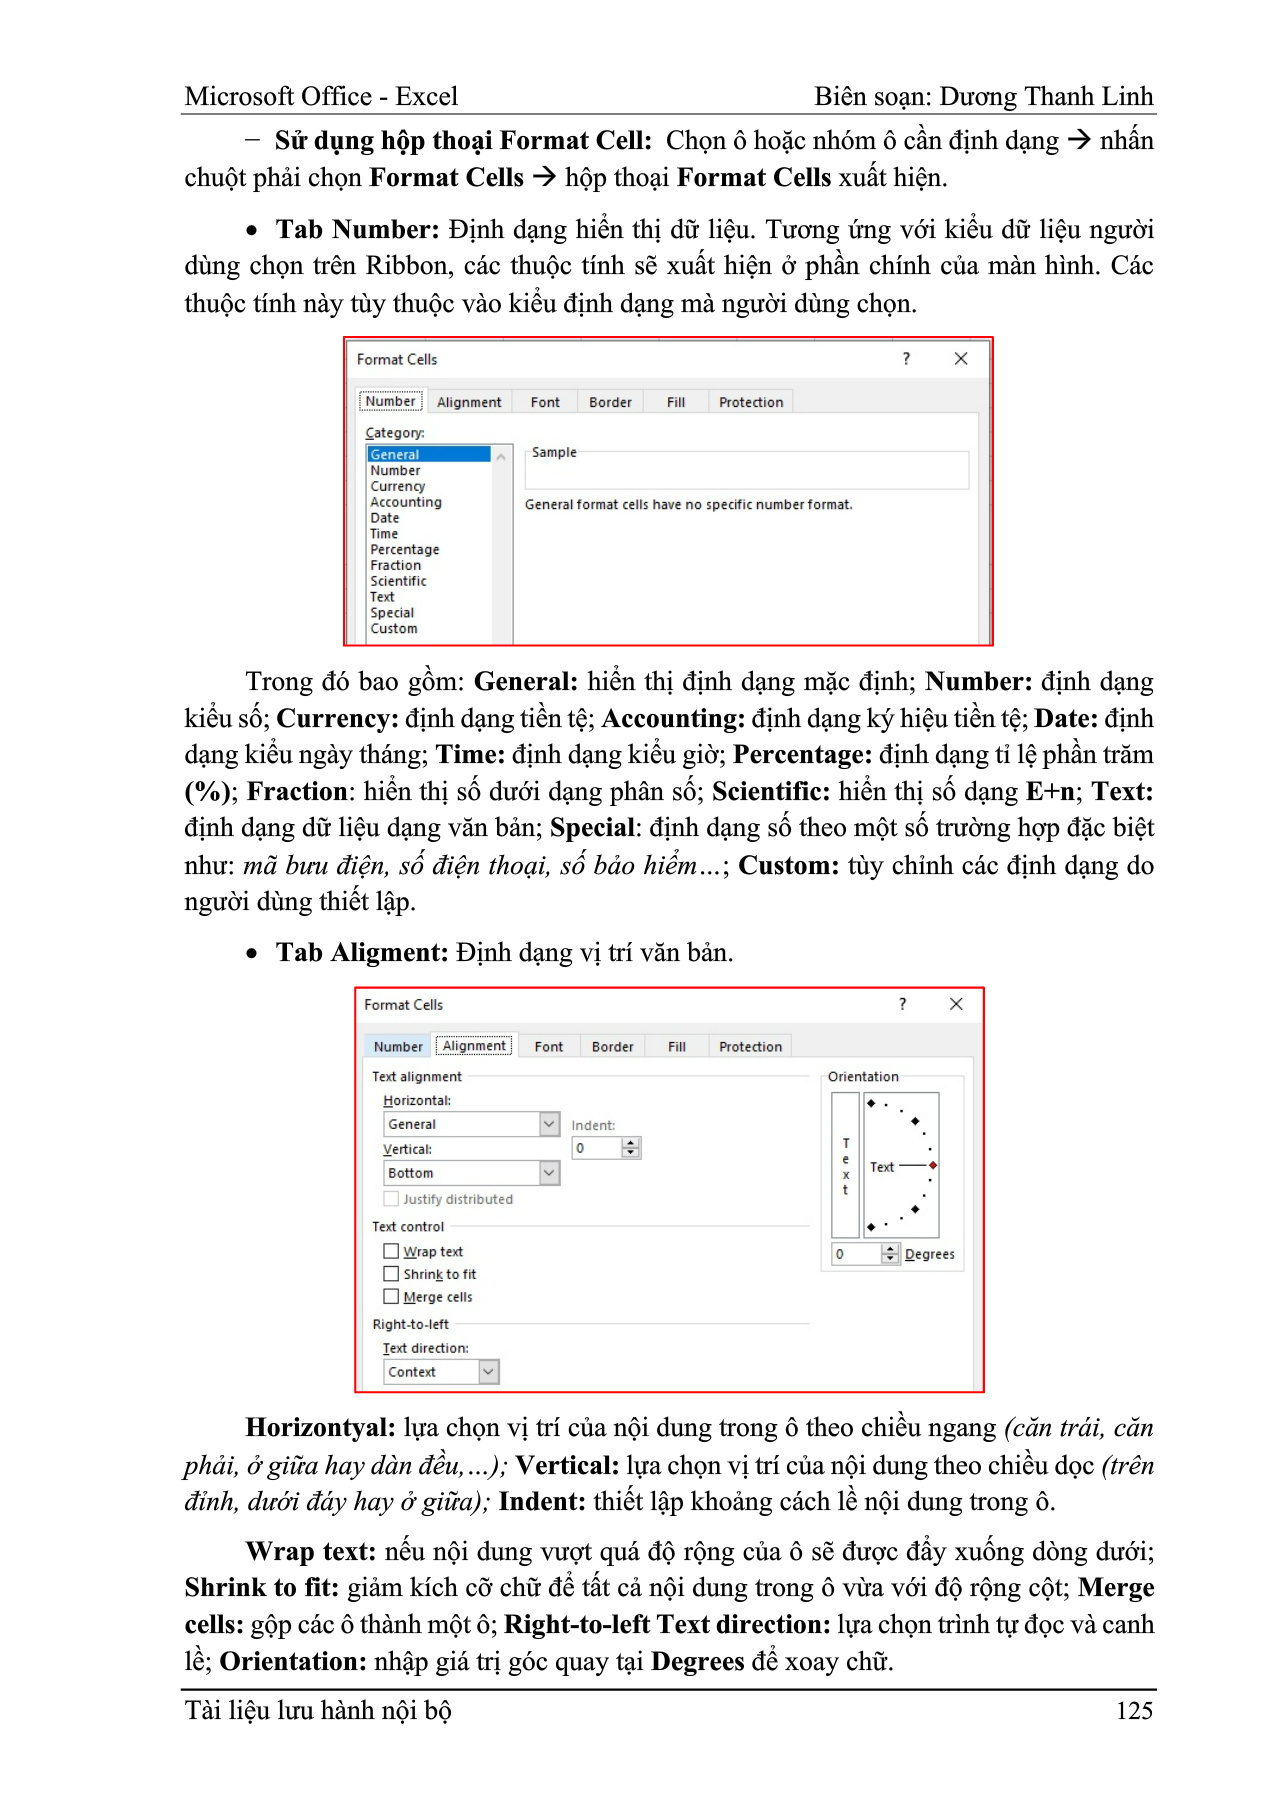 Microsoft Office - Excel Biên soạn: Dương Thanh Linh
− Sử dụng hộp thoại Format Cell: Chọn ô hoặc nhóm ô cần định dạng → nhấn
chuột phải chọn Format Cells → hộp thoại Format Cells xuất hiện.
• Tab Number: Định dạng hiển thị dữ liệu. Tương ứng với kiểu dữ liệu người
dùng chọn trên Ribbon, các thuộc tính sẽ xuất hiện ở phần chính của màn hình. Các
thuộc tính này tùy thuộc vào kiểu định dạng mà người dùng chọn.
Format Cells ? ×
Number Alignment Font Border Fill Protection
Category:
General
Number
Currency
Accounting
Date
Time
Percentage
Fraction
Scientific
Text
Special
Custom
Sample
General format cells have no specific number format.
Trong đó bao gồm: General: hiển thị định dạng mặc định; Number: định dạng
kiểu số; Currency: định dạng tiền tệ; Accounting: định dạng ký hiệu tiền tệ; Date: định
dạng kiểu ngày tháng; Time: định dạng kiểu giờ; Percentage: định dạng tỉ lệ phần trăm
(%); Fraction: hiển thị số dưới dạng phân số; Scientific: hiển thị số dạng E+n; Text:
định dạng dữ liệu dạng văn bản; Special: định dạng số theo một số trường hợp đặc biệt
như: mã bưu điện, số điện thoại, số bảo hiểm…; Custom: tùy chỉnh các định dạng do
người dùng thiết lập.
• Tab Aligment: Định dạng vị trí văn bản.
Format Cells ? ×
Number Alignment Font Border Fill Protection
Text alignment
Horizontal:
General
Indent:
Vertical:
0
Bottom
Justify distributed
Text control
Wrap text
Shrink to fit
Merge cells
Right-to-left
Text direction:
Context
Orientation
Text
Text
0 Degrees
Horizontyal: lựa chọn vị trí của nội dung trong ô theo chiều ngang (căn trái, căn
phải, ở giữa hay dàn đều,…); Vertical: lựa chọn vị trí của nội dung theo chiều dọc (trên
đỉnh, dưới đáy hay ở giữa); Indent: thiết lập khoảng cách lề nội dung trong ô.
Wrap text: nếu nội dung vượt quá độ rộng của ô sẽ được đẩy xuống dòng dưới;
Shrink to fit: giảm kích cỡ chữ để tất cả nội dung trong ô vừa với độ rộng cột; Merge
cells: gộp các ô thành một ô; Right-to-left Text direction: lựa chọn trình tự đọc và canh
lề; Orientation: nhập giá trị góc quay tại Degrees để xoay chữ.
Tài liệu lưu hành nội bộ 125